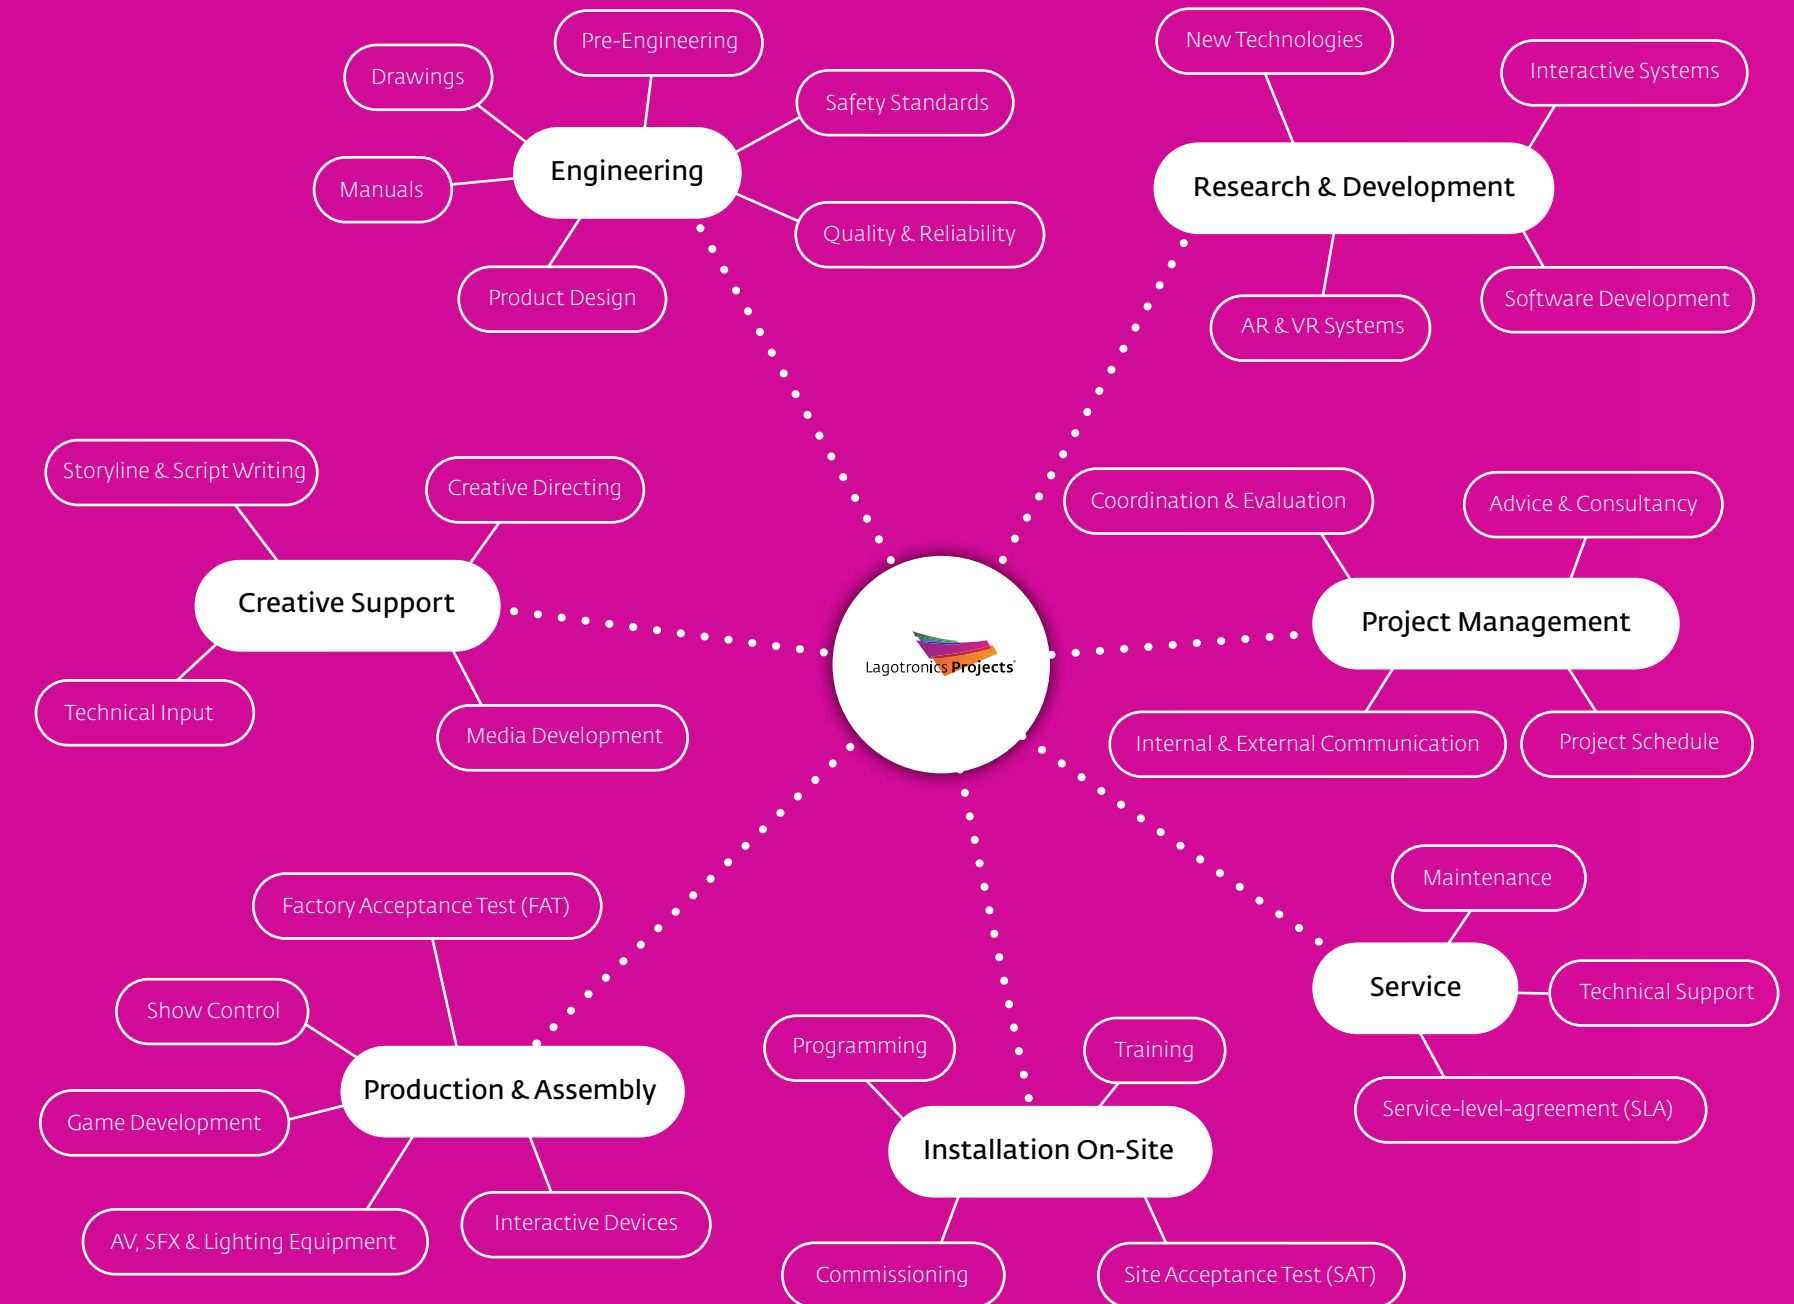 Pre-Engineering
Drawings
Safety Standards
Engineering
Manuals
Quality & Reliability
Product Design
New Technologies
Interactive Systems
Research & Development
Software Development
AR & VR Systems
Storyline & Script Writing
Creative Directing
Creative Support
Technical Input
Media Development
Lagotronics Projects®
Coordination & Evaluation
Advice & Consultancy
Project Management
Internal & External Communication
Project Schedule
Factory Acceptance Test (FAT)
Show Control
Production & Assembly
Game Development
Interactive Devices
AV, SFX & Lighting Equipment
Programming
Training
Installation On-Site
Commissioning
Site Acceptance Test (SAT)
Maintenance
Service
Technical Support
Service-level-agreement (SLA)